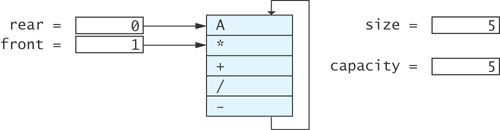 rear = 0
front = 1
A
*
+
/
-
size = 5
capacity = 5